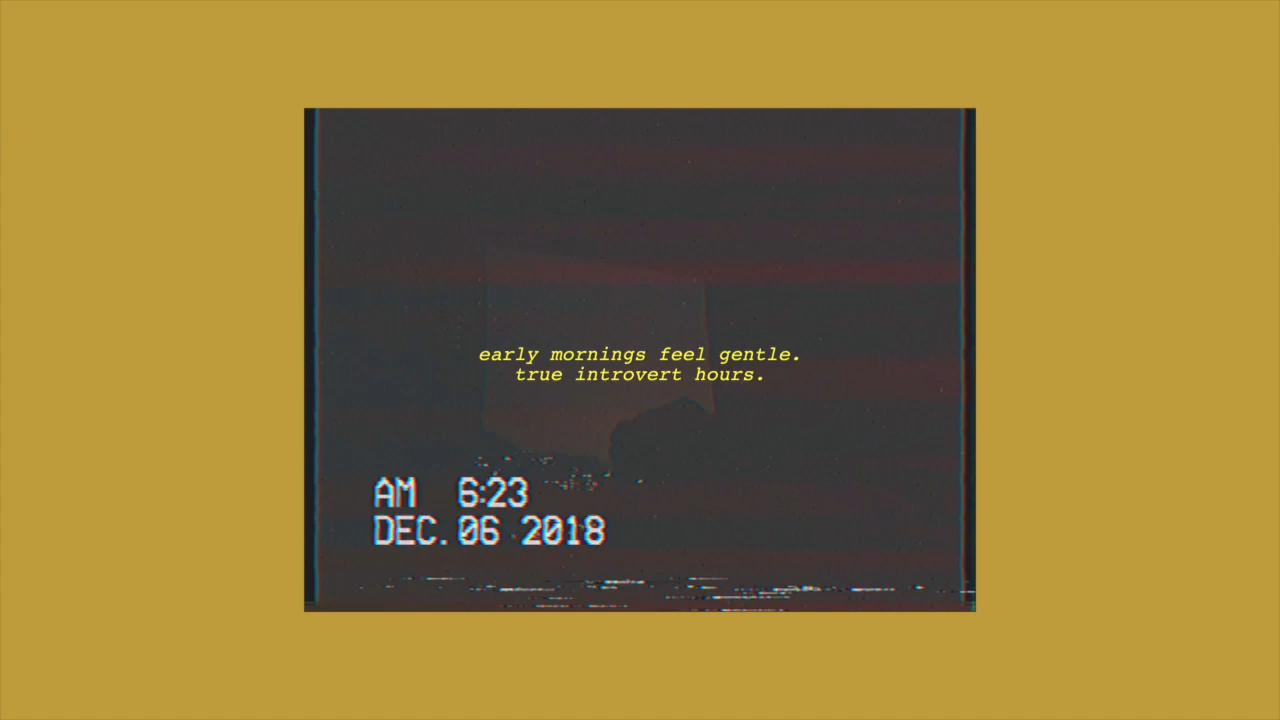 early mornings feel gentle.
true introvert hours.
AM 6:23
DEC.06 2018